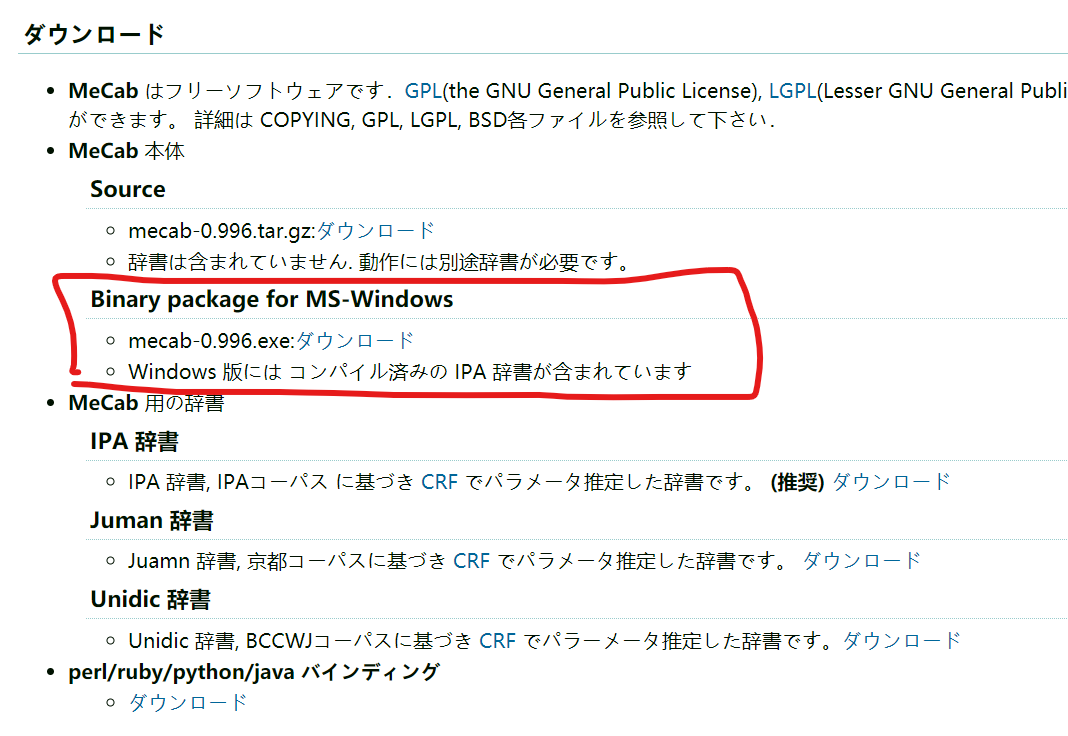 ダウンロード
MeCab はフリーソフトウェアです．GPL(the GNU General Public License), LGPL(Lesser GNU General Publi
ができます。 詳細は COPYING, GPL, LGPL, BSD各ファイルを参照して下さい．
MeCab 本体
Source
mecab-0.996.tar.gz:ダウンロード
辞書は含まれていません. 動作には別途辞書が必要です。
Binary package for MS-Windows
mecab-0.996.exe:ダウンロード
Windows 版には コンパイル済みの IPA 辞書が含まれています
MeCab 用の辞書
IPA 辞書
IPA 辞書, IPAコーパス に基づき CRF でパラメータ推定した辞書です。 (推奨) ダウンロード
Juman 辞書
Juamn 辞書, 京都コーパスに基づき CRF でパラメータ推定した辞書です。 ダウンロード
Unidic 辞書
Unidic 辞書, BCCWJコーパスに基づき CRF でパラーメータ推定した辞書です。ダウンロード
perl/ruby/python/java バインディング
ダウンロード